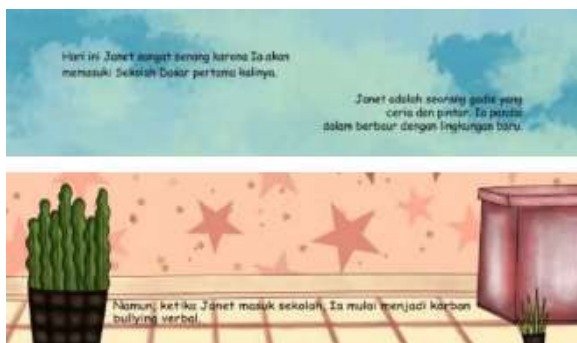 Hari ini Janet sangat senang karena Ia akan
memasuki Sekolah Dasar pertama kalinya.
Janet adalah seorang gadis yang
ceria dan pintar. Ia pandai
dalam berbaur dengan lingkungan baru.
Namun, ketika Janet masuk sekolah, Ia mulai menjadi korban
bullying verbal.